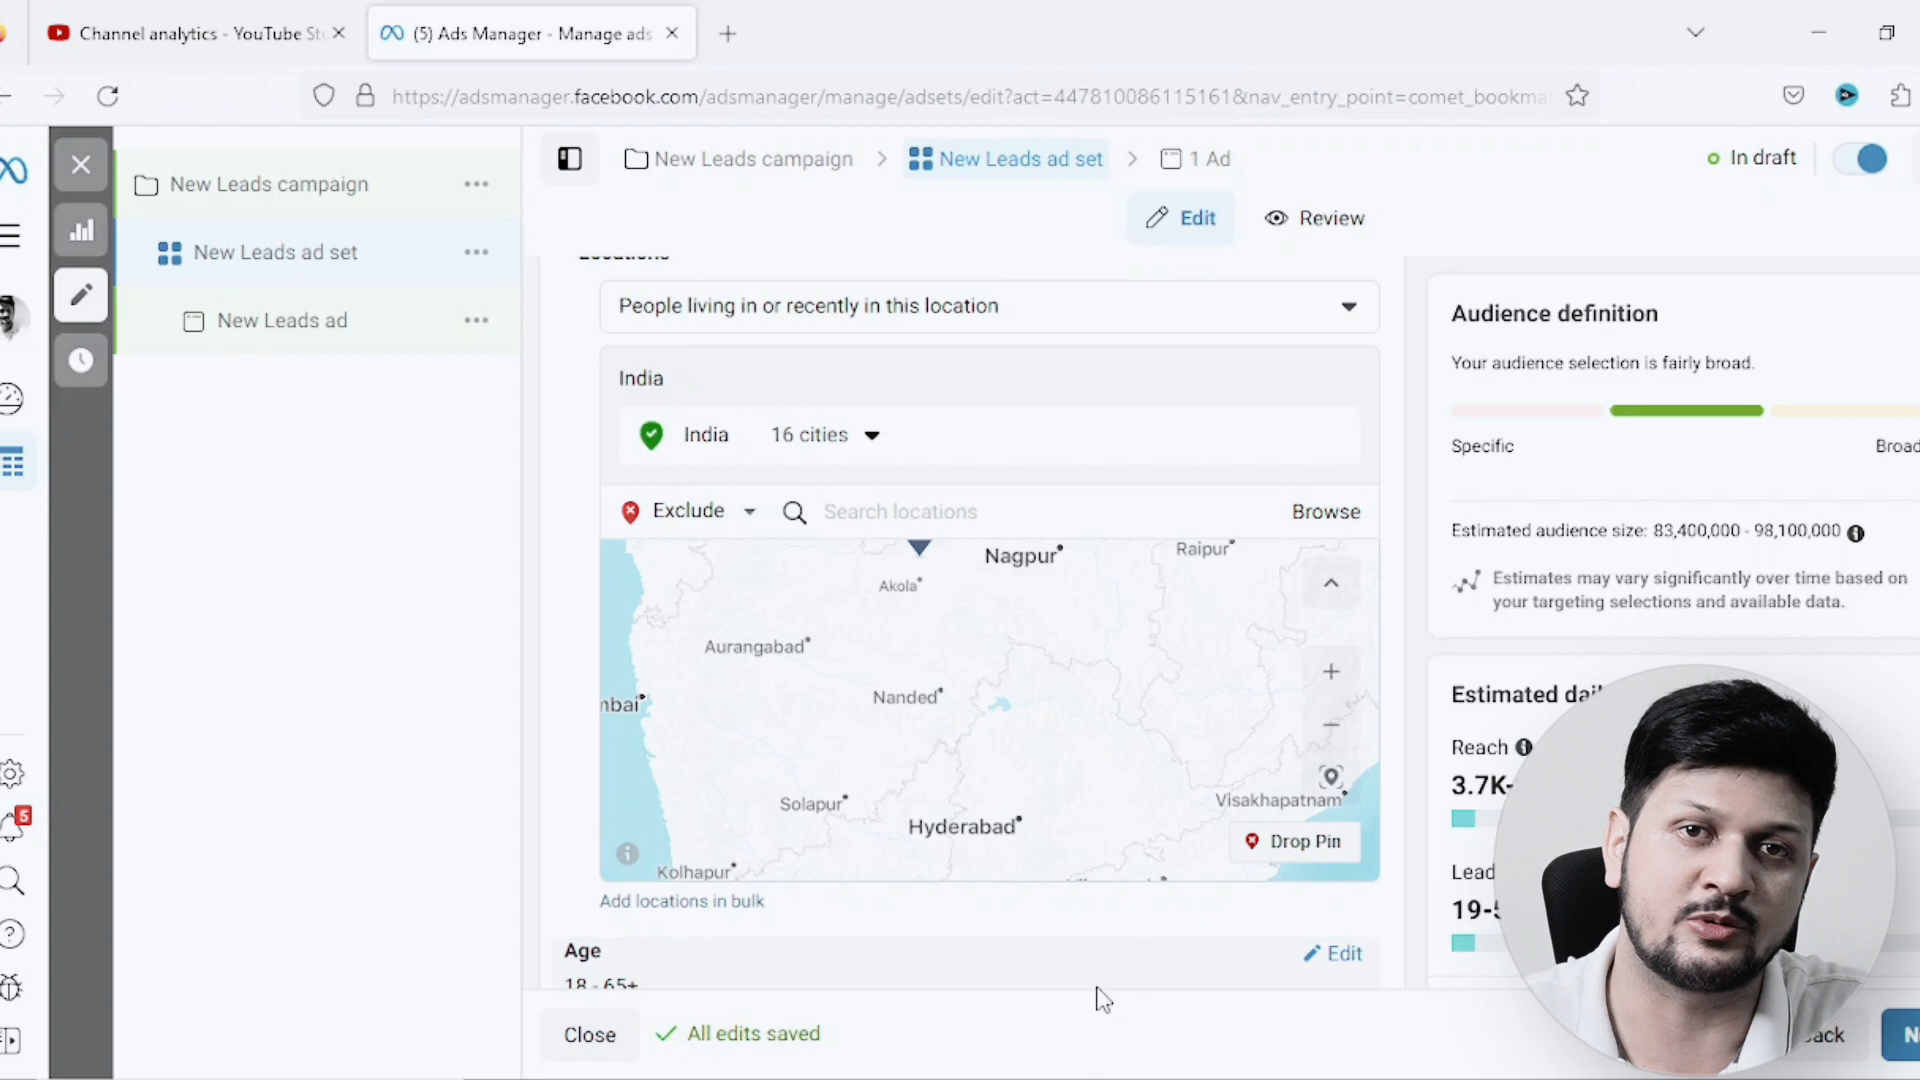 Channel analytics - YouTube Stu
(5) Ads Manager - Manage ads
https://adsmanager.facebook.com/adsmanager/manage/adsets/edit?act=447810086115161&nav_entry_point=comet_bookma
New Leads campaign
New Leads ad set
1 Ad
In draft
Edit
Review
New Leads campaign
New Leads ad set
New Leads ad
Locations
People living in or recently in this location
India
India
16 cities
Exclude
Search locations
Browse
Nagpur
Raipur
Akola
Aurangabad
Nanded
mbai
Solapur
Hyderabad
Visakhapatnam
Kolhapur
Drop Pin
Add locations in bulk
Age
Edit
18 - 65+
Close
All edits saved
Audience definition
Your audience selection is fairly broad.
Specific
Broad
Estimated audience size: 83,400,000 - 98,100,000
Estimates may vary significantly over time based on
your targeting selections and available data.
Estimated dai
Reach
3.7K-
Lead
19-5
ack
N
5